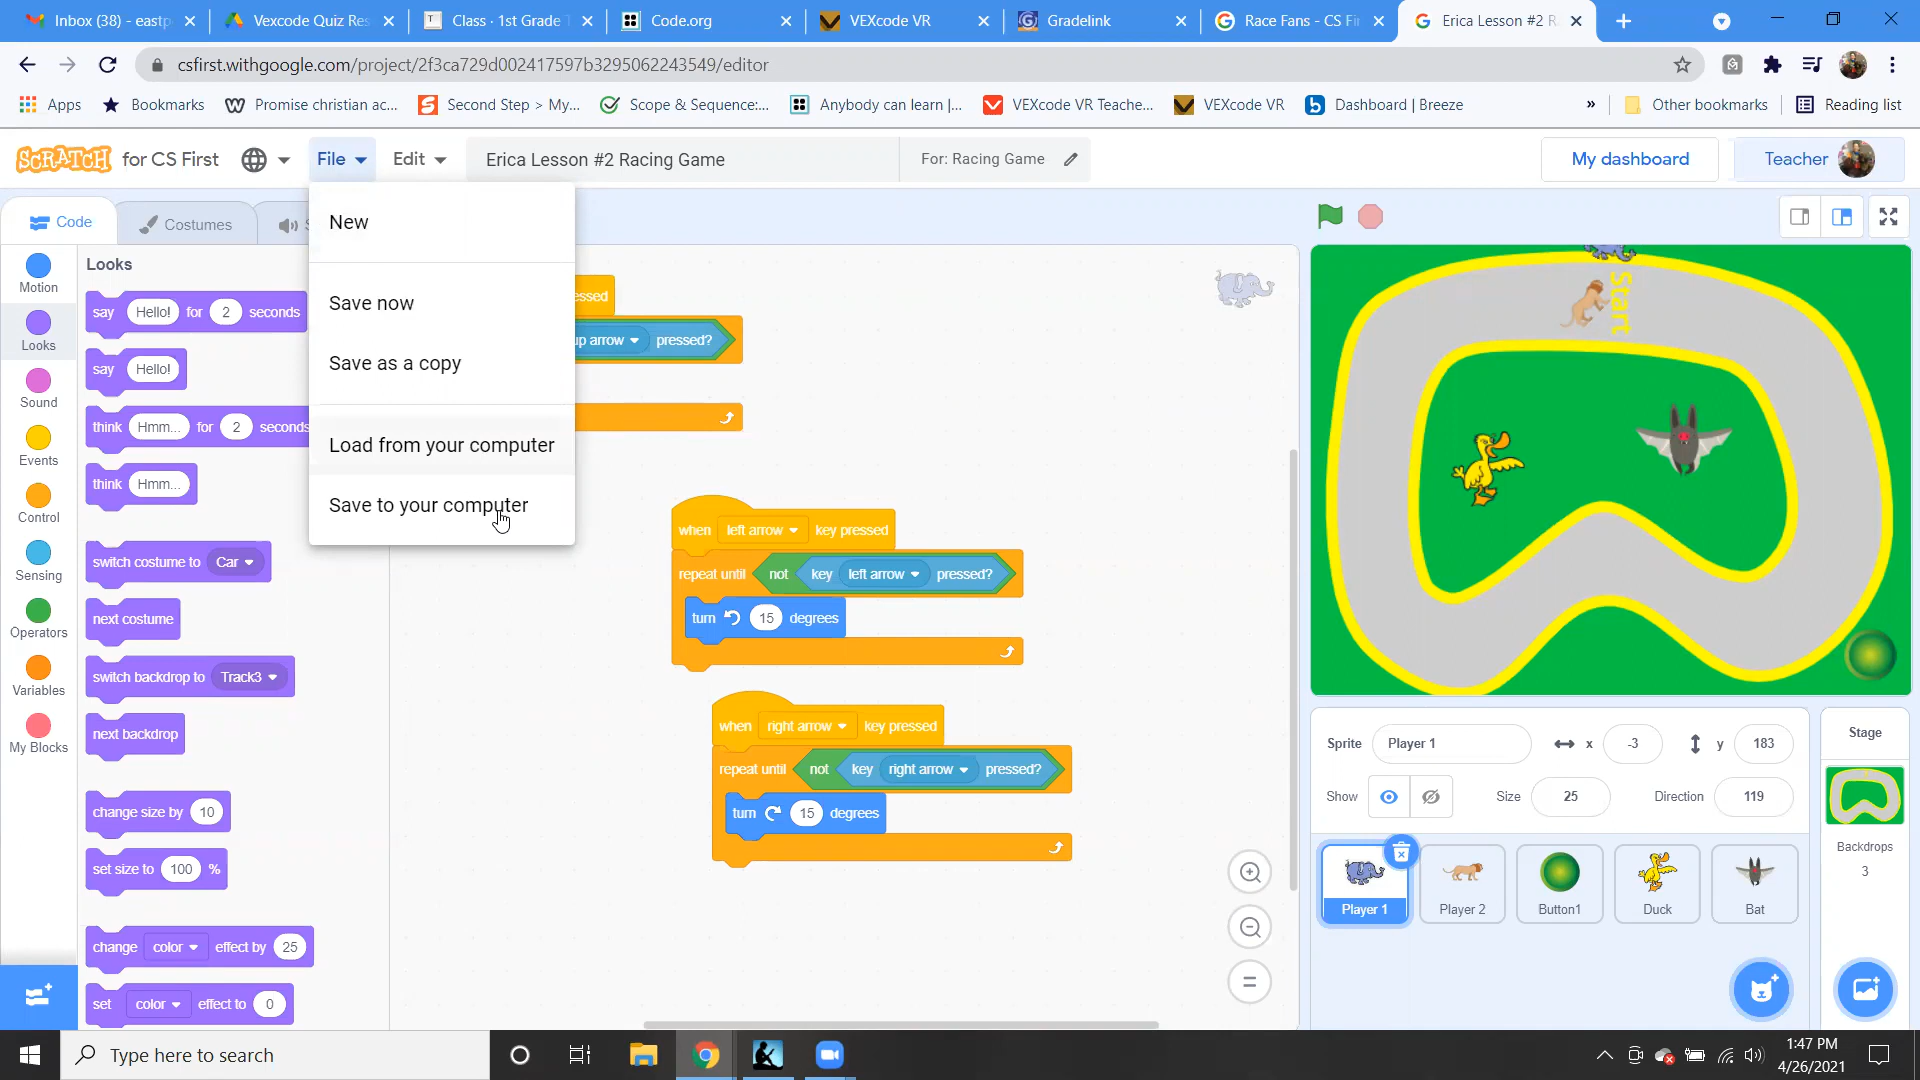 Inbox (38) - eastp
Vexcode Quiz Res
Class · 1st Grade T
Code.org
VEXcode VR
Gradelink
Race Fans - CS Fi
Erica Lesson #2 R
csfirst.withgoogle.com/project/2f3ca729d002417597b3295062243549/editor
Apps
Bookmarks
Promise christian ac...
Second Step > My...
Scope & Sequence:...
Anybody can learn |...
VEXcode VR Teache...
VEXcode VR
Dashboard | Breeze
»
Other bookmarks
Reading list
SCRATCH for CS First
File
Edit
Erica Lesson #2 Racing Game
For: Racing Game
My dashboard
Teacher
Code
Costumes
S
New
Save now
Save as a copy
Load from your computer
Save to your computer
Motion
Looks
Sound
Events
Control
Sensing
Operators
Variables
My Blocks
Looks
say Hello! for 2 seconds
say Hello!
think Hmm... for 2 seconds
think Hmm...
switch costume to Car
next costume
switch backdrop to Track3
next backdrop
change size by 10
set size to 100 %
change color effect by 25
set color effect to 0
essed
up arrow pressed?
when left arrow key pressed
repeat until not key left arrow pressed?
turn 15 degrees
when right arrow key pressed
repeat until not key right arrow pressed?
turn 15 degrees
Start
Sprite Player 1 x -3 y 183
Show Size 25 Direction 119
Player 1
Player 2
Button1
Duck
Bat
Stage
Backdrops
3
Type here to search
1:47 PM
4/26/2021